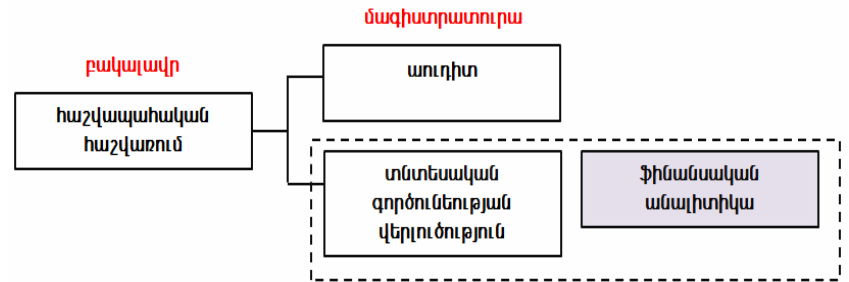 մագիստրատուրա
բակալավր
աուդիտ
հաշվապահական
հաշվառում
տնտեսական
գործունեության
վերլուծություն
ֆինանսական
անալիտիկա